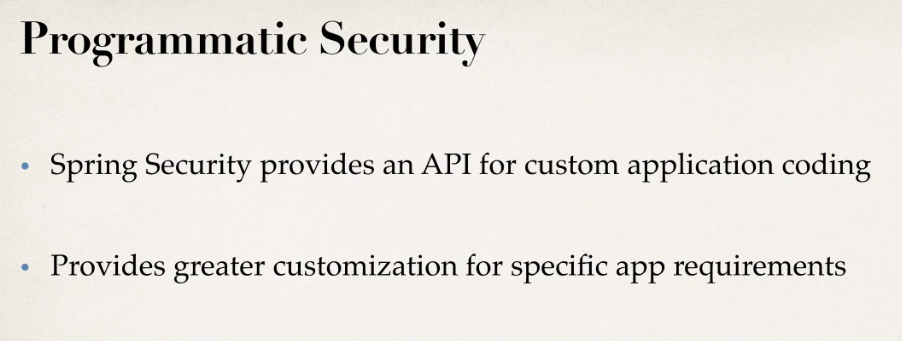 Programmatic Security
• Spring Security provides an API for custom application coding
• Provides greater customization for specific app requirements